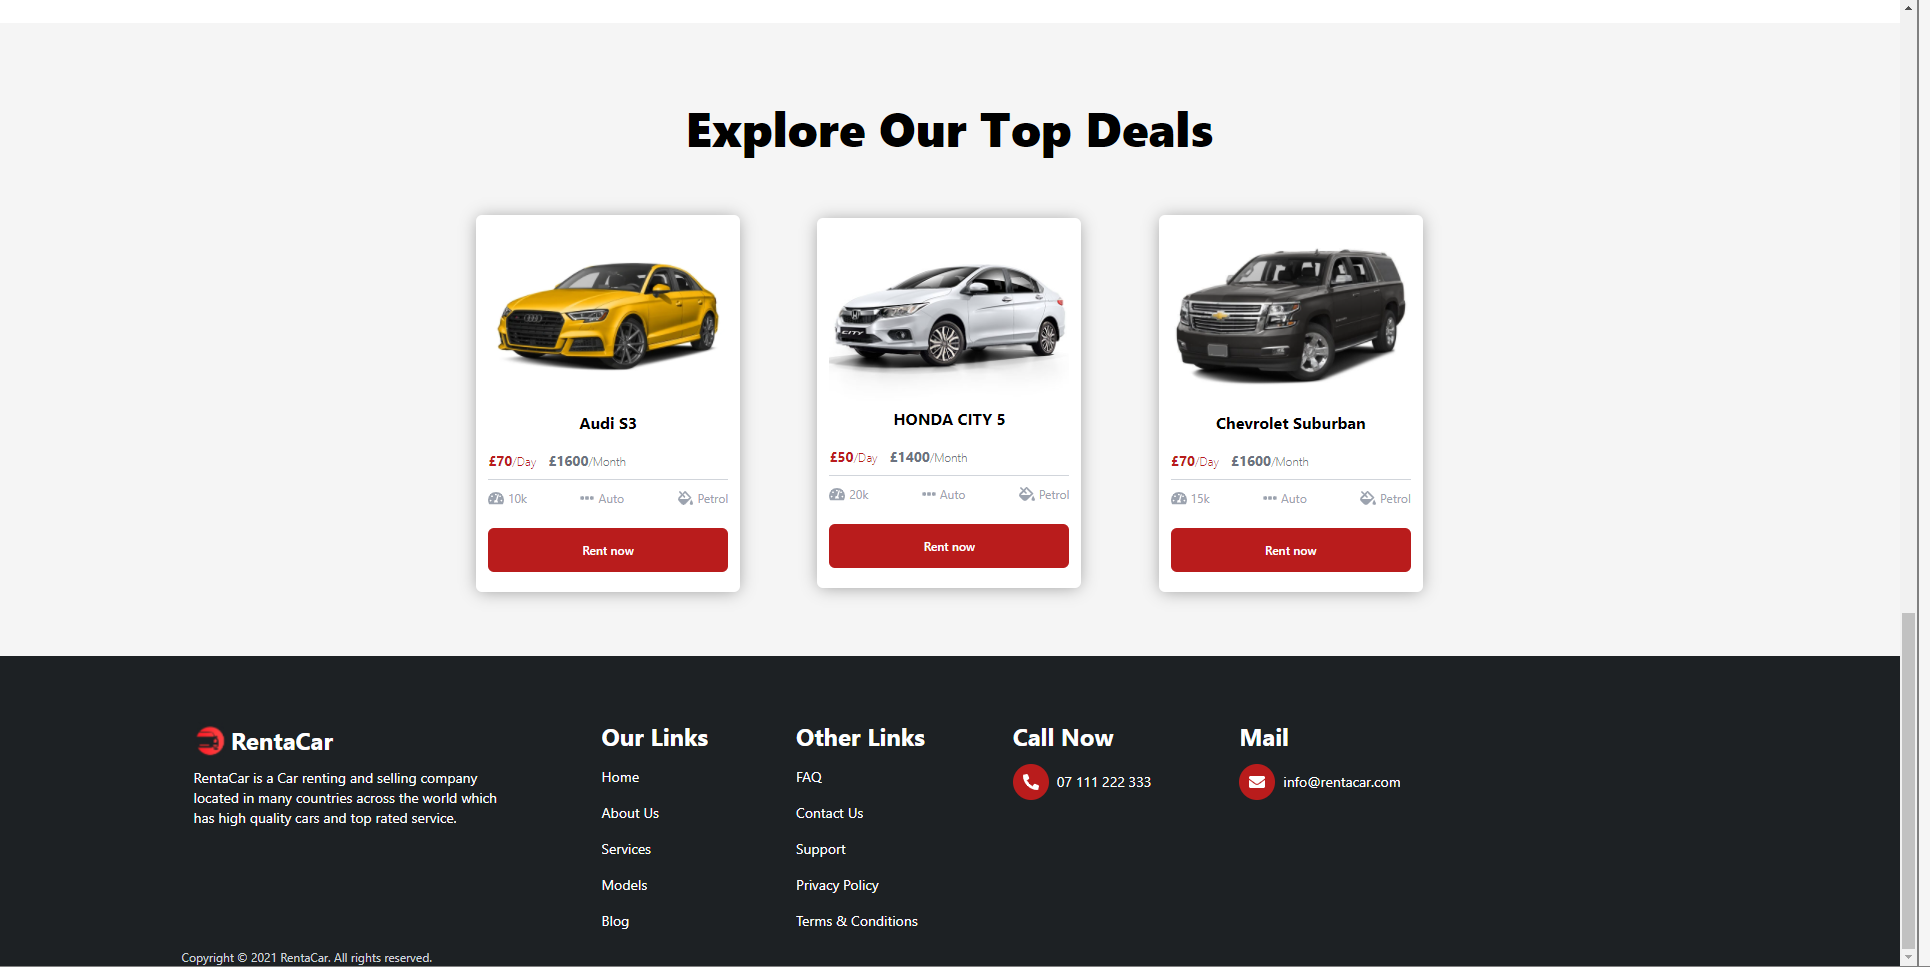 Explore Our Top Deals
Audi S3
£70/Day £1600/Month
10k Auto Petrol
Rent now
CITY
HONDA CITY 5
£50/Day £1400/Month
20k Auto Petrol
Rent now
Chevrolet Suburban
£70/Day £1600/Month
15k Auto Petrol
Rent now
RentaCar
RentaCar is a Car renting and selling company
located in many countries across the world which
has high quality cars and top rated service.
Our Links
Home
About Us
Services
Models
Blog
Other Links
FAQ
Contact Us
Support
Privacy Policy
Terms & Conditions
Call Now
07 111 222 333
Mail
info@rentacar.com
Copyright © 2021 RentaCar. All rights reserved.